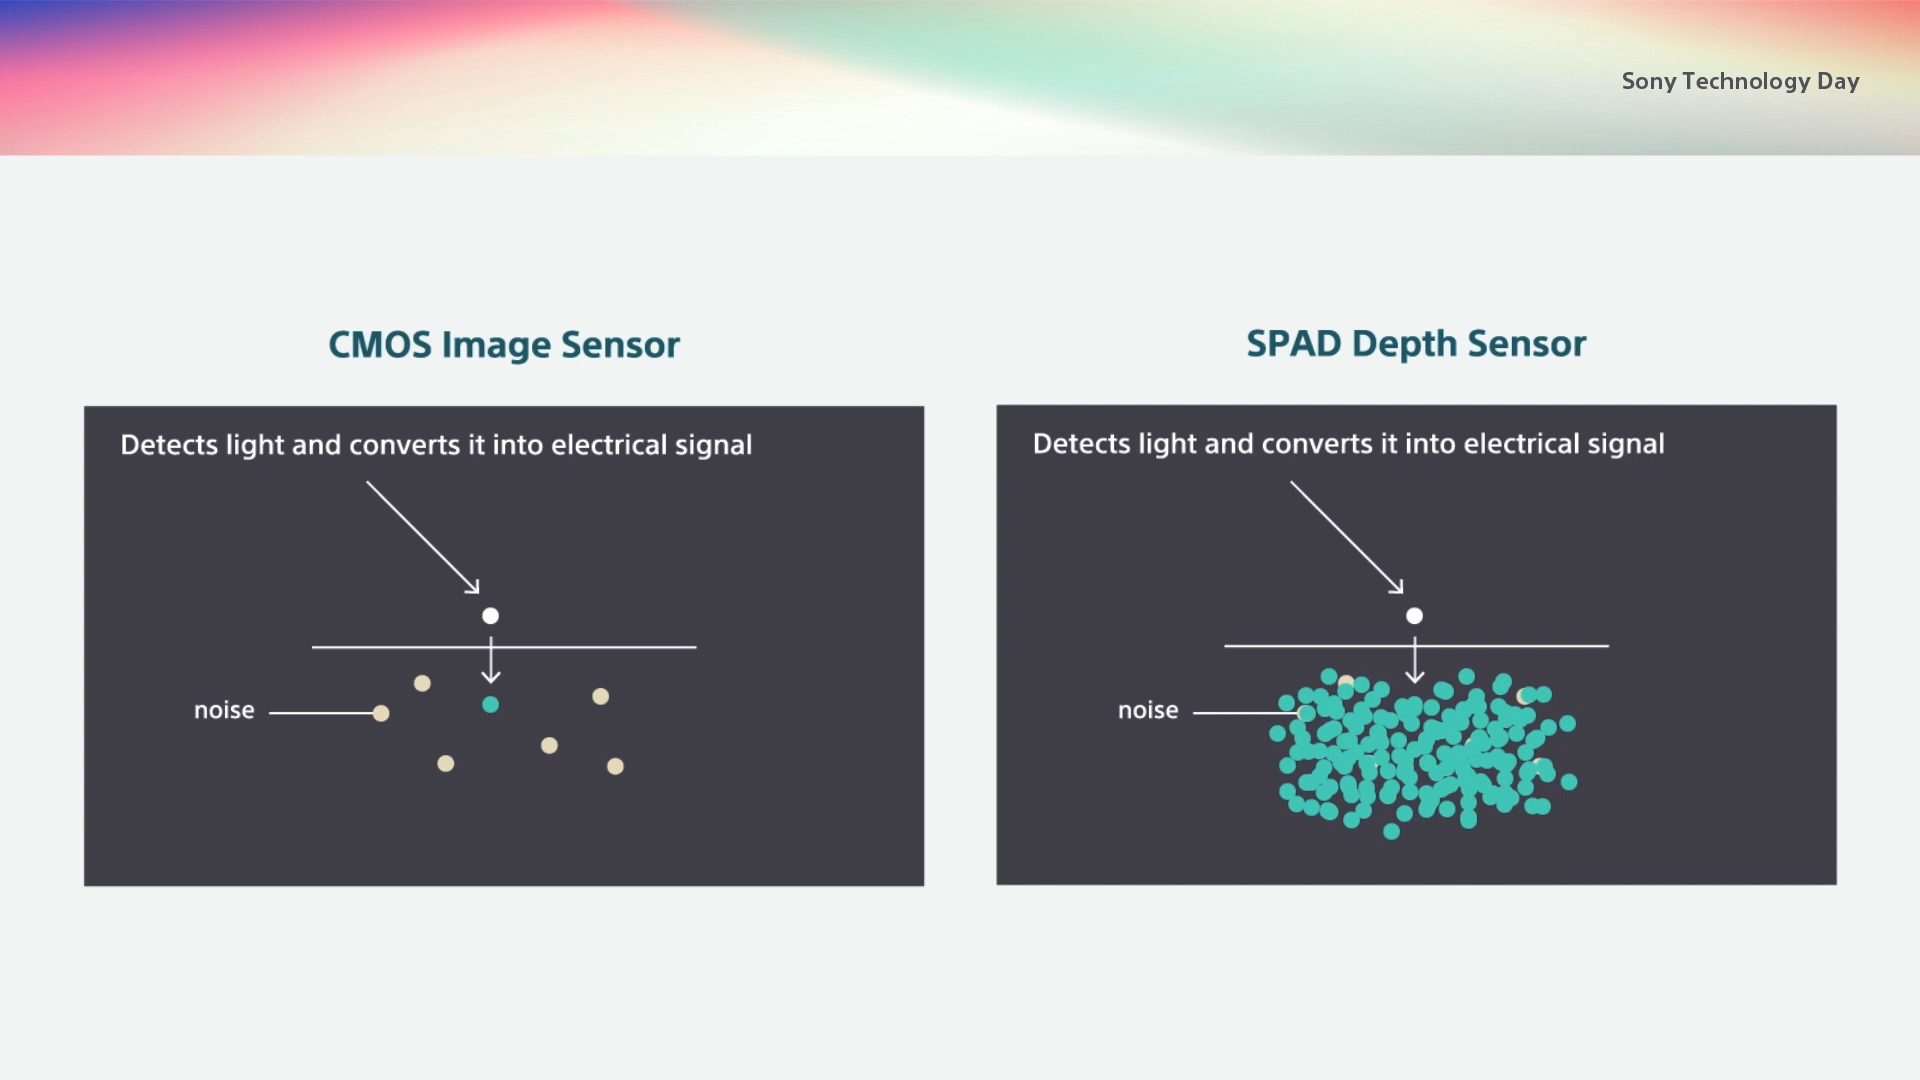 Sony Technology Day
CMOS Image Sensor
Detects light and converts it into electrical signal
noise
SPAD Depth Sensor
Detects light and converts it into electrical signal
noise